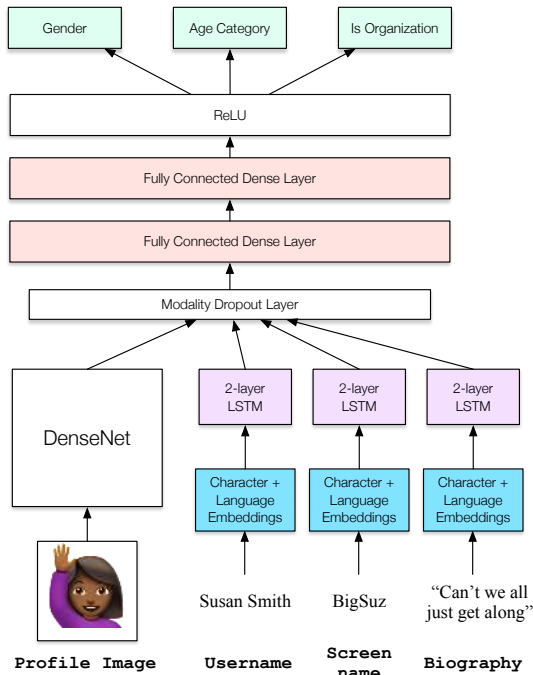 Gender
Age Category
Is Organization
ReLU
Fully Connected Dense Layer
Fully Connected Dense Layer
Modality Dropout Layer
DenseNet
2-layer
LSTM
2-layer
LSTM
2-layer
LSTM
Character +
Language
Embeddings
Character +
Language
Embeddings
Character +
Language
Embeddings
Susan Smith
BigSuz
“Can’t we all
just get along”
Profile Image
Username
Screen
name
Biography